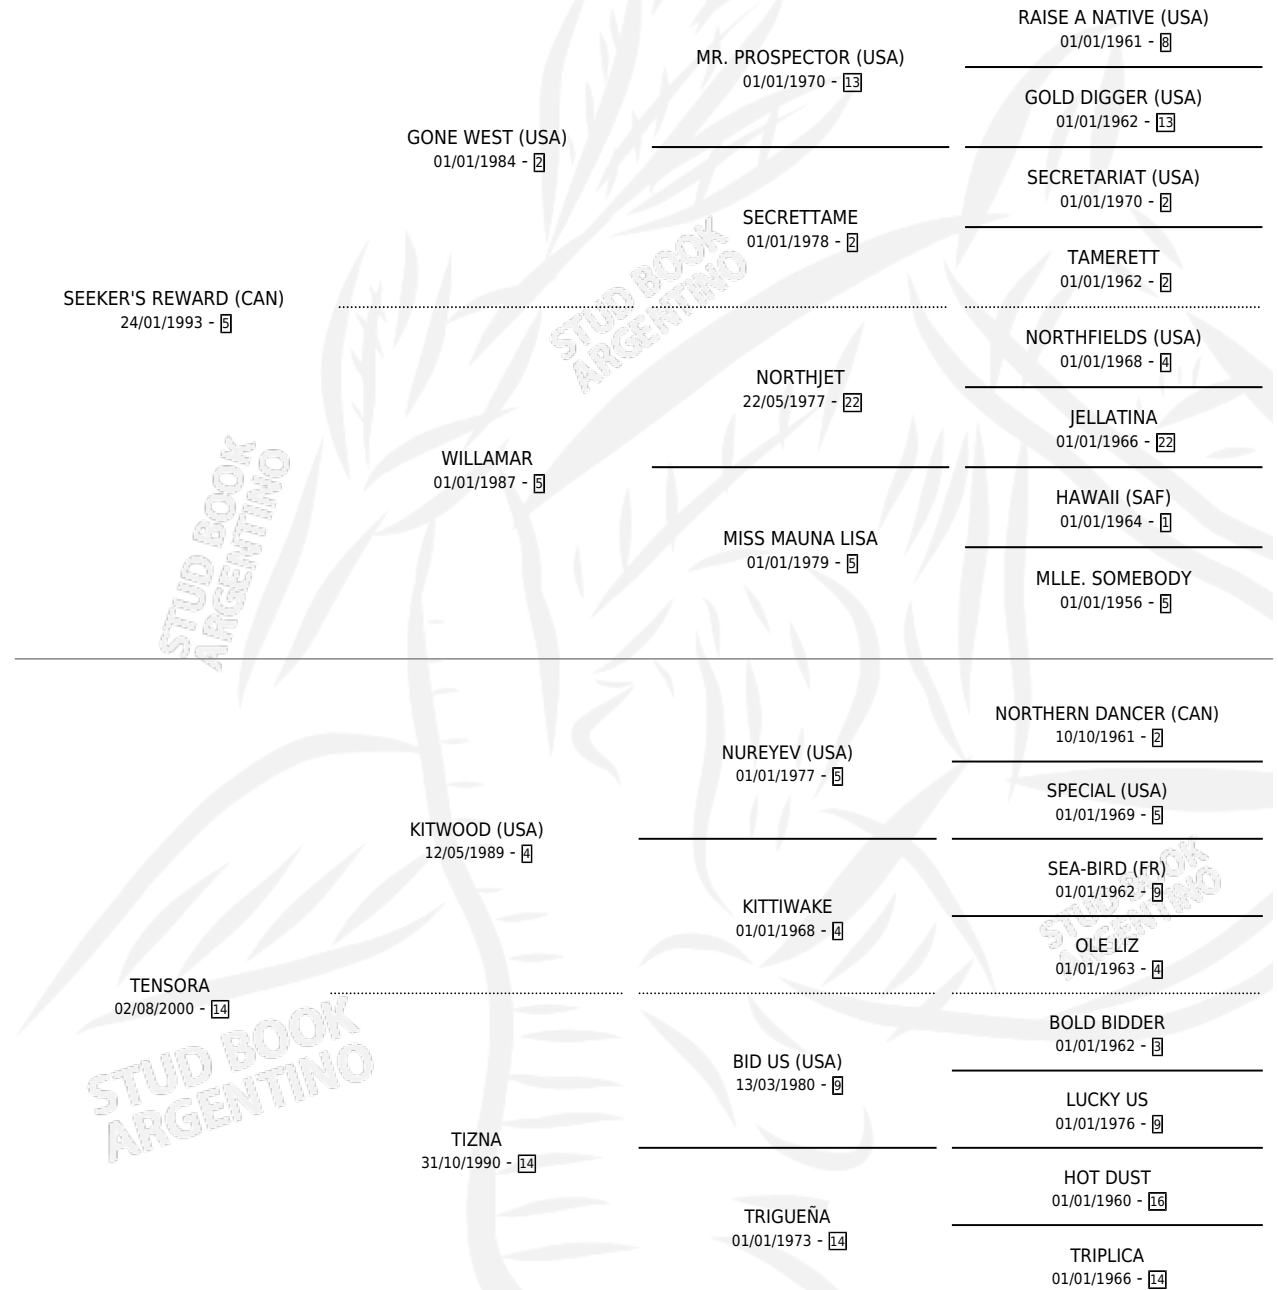 RAISE A NATIVE (USA)
01/01/1961 - 8
MR. PROSPECTOR (USA)
01/01/1970 - 13
GOLD DIGGER (USA)
01/01/1962 - 13
GONE WEST (USA)
01/01/1984 - 2
SECRETARIAT (USA)
01/01/1970 - 2
SECRETTAME
01/01/1978 - 2
TAMERETT
01/01/1962 - 2
SEEKER'S REWARD (CAN)
24/01/1993 - 5
NORTHFIELDS (USA)
01/01/1968 - 4
NORTHJET
22/05/1977 - 22
JELLATINA
01/01/1966 - 22
WILLAMAR
01/01/1987 - 5
HAWAII (SAF)
01/01/1964 - 1
MISS MAUNA LISA
01/01/1979 - 5
MLLE. SOMEBODY
01/01/1956 - 5
STUD BOOK
ARGENTINO
STUD BOOK
ARGENTINO
NORTHERN DANCER (CAN)
10/10/1961 - 2
NUREYEV (USA)
01/01/1977 - 5
SPECIAL (USA)
01/01/1969 - 5
KITWOOD (USA)
12/05/1989 - 4
SEA-BIRD (FR)
01/01/1962 - 9
KITTIWAKE
01/01/1968 - 4
OLE LIZ
01/01/1963 - 4
TENSORA
02/08/2000 - 14
BOLD BIDDER
01/01/1962 - 3
BID US (USA)
13/03/1980 - 9
LUCKY US
01/01/1976 - 9
TIZNA
31/10/1990 - 14
HOT DUST
01/01/1960 - 16
TRIGUEÑA
01/01/1973 - 14
TRIPLICA
01/01/1966 - 14
STUD BOOK
ARGENTINO
STUD BOOK
ARGENTINO